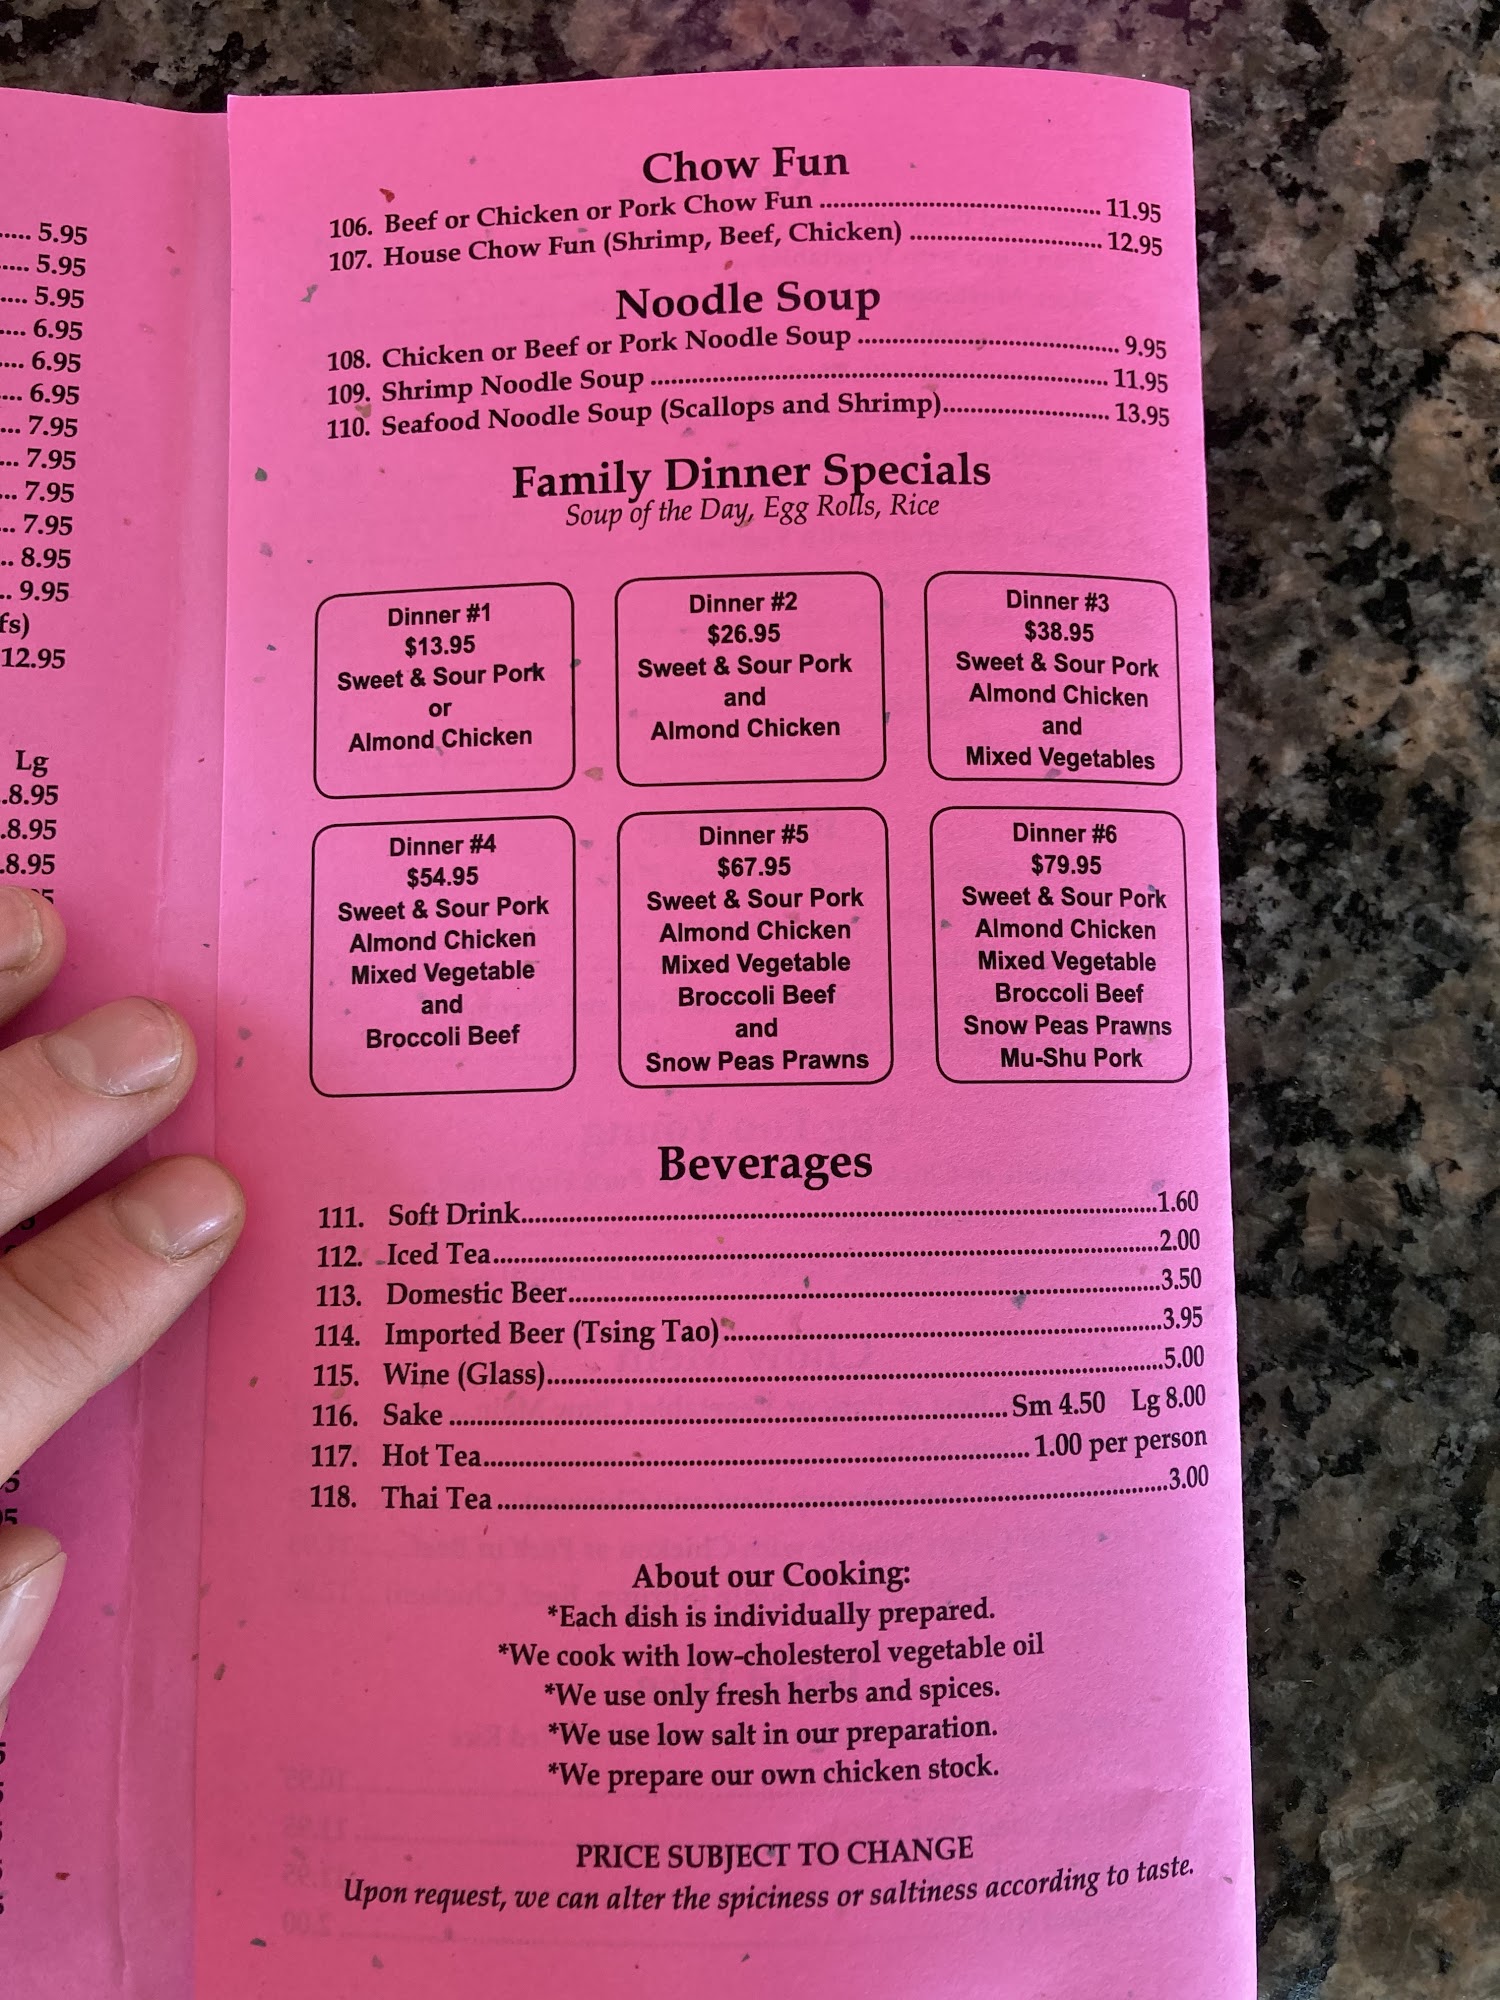 ..... 5.95
..... 5.95
.... 5.95
.... 6.95
.... 6.95
.... 6.95
... 7.95
... 7.95
... 7.95
... 7.95
.. 8.95
.. 9.95
fs)
12.95
Lg
.8.95
.8.95
.8.95
Chow Fun
106. Beef or Chicken or Pork Chow Fun ........................................ 11.95
107. House Chow Fun (Shrimp, Beef, Chicken) ........................... 12.95
Noodle Soup
108. Chicken or Beef or Pork Noodle Soup ..................................... 9.95
109. Shrimp Noodle Soup ................................................................. 11.95
110. Seafood Noodle Soup (Scallops and Shrimp)........................ 13.95
Family Dinner Specials
Soup of the Day, Egg Rolls, Rice
Dinner #1
$13.95
Sweet & Sour Pork
or
Almond Chicken
Dinner #2
$26.95
Sweet & Sour Pork
and
Almond Chicken
Dinner #3
$38.95
Sweet & Sour Pork
Almond Chicken
and
Mixed Vegetables
Dinner #4
$54.95
Sweet & Sour Pork
Almond Chicken
Mixed Vegetable
and
Broccoli Beef
Dinner #5
$67.95
Sweet & Sour Pork
Almond Chicken
Mixed Vegetable
Broccoli Beef
and
Snow Peas Prawns
Dinner #6
$79.95
Sweet & Sour Pork
Almond Chicken
Mixed Vegetable
Broccoli Beef
Snow Peas Prawns
Mu-Shu Pork
Beverages
111. Soft Drink..........................................................................................1.60
112. Iced Tea..............................................................................................2.00
113. Domestic Beer....................................................................................3.50
114. Imported Beer (Tsing Tao)..............................................................3.95
115. Wine (Glass).......................................................................................5.00
116. Sake ................................................................................ Sm 4.50 Lg 8.00
117. Hot Tea.............................................................................. 1.00 per person
118. Thai Tea ..............................................................................................3.00
About our Cooking:
*Each dish is individually prepared.
*We cook with low-cholesterol vegetable oil
*We use only fresh herbs and spices.
*We use low salt in our preparation.
*We prepare our own chicken stock.
PRICE SUBJECT TO CHANGE
Upon request, we can alter the spiciness or saltiness according to taste.